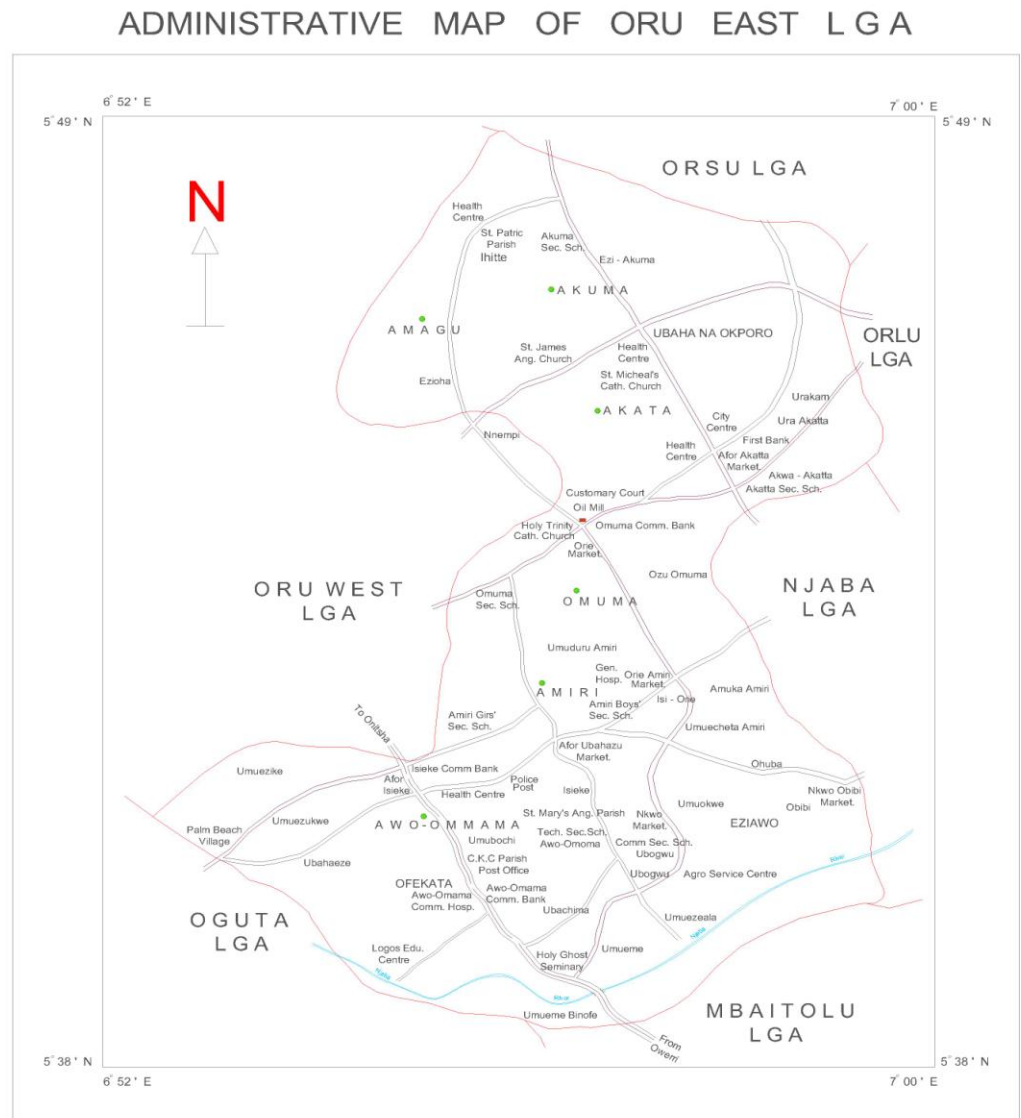 ADMINISTRATIVE MAP OF ORU EAST L G A
6° 52' E
7° 00' E
5° 49' N
5° 49' N
ORSU LGA
N
Health
Centre
St. Patric
Parish
Ihitte
Akuma
Sec. Sch.
Ezi - Akuma
AKUMA
AMAGU
UBAHA NA OKPORO
ORLU
LGA
St. James
Ang. Church
Health
Centre
St. Micheal's
Cath. Church
Ezioha
AKATA
Urakam
City
Centre
Ura Akatta
Nnempi
First Bank
Health
Centre
Afor Akatta
Market.
Akwa - Akatta
Akatta Sec. Sch.
Customary Court
Oil Mill
Holy Trinity
Cath. Church
Omuma Comm. Bank
Orie
Market.
Ozu Omuma
ORU WEST
LGA
NJABA
LGA
Omuma
Sec. Sch.
OMUMA
Umuduru Amiri
Gen.
Hosp.
Orie Amiri
Market.
AMIRI
Amuka Amiri
Isi - Orie
Amiri Boys'
Sec. Sch.
Amiri Girs'
Sec. Sch.
To Onitsha
Umuecheta Amiri
Afor Ubahazu
Market.
Ohuba
Umuezike
Isieke Comm Bank
Afor
Isieke
Police
Post
Health Centre
Isieke
Nkwo Obibi
Market.
Umuokwe
Obibi
Umuezukwe
St. Mary's Ang. Parish
Nkwo
Market.
EZIAWO
AWO-OMMAMA
Palm Beach
Village
Umubochi
Tech. Sec.Sch.
Awo-Omoma
Comm Sec. Sch.
Ubogwu
Ubahaeze
C.K.C Parish
Post Office
River
Ubogwu
Agro Service Centre
OFEKATA
Awo-Omama
Comm. Hosp.
Awo-Omama
Comm. Bank
Ubachima
Umuezeala
OGUTA
LGA
Njaba
Logos Edu.
Centre
Holy Ghost
Seminary
Umueme
Njaba
River
Umueme Binofe
MBAITOLU
LGA
From
Owerri
5° 38' N
5° 38' N
6° 52' E
7° 00' E